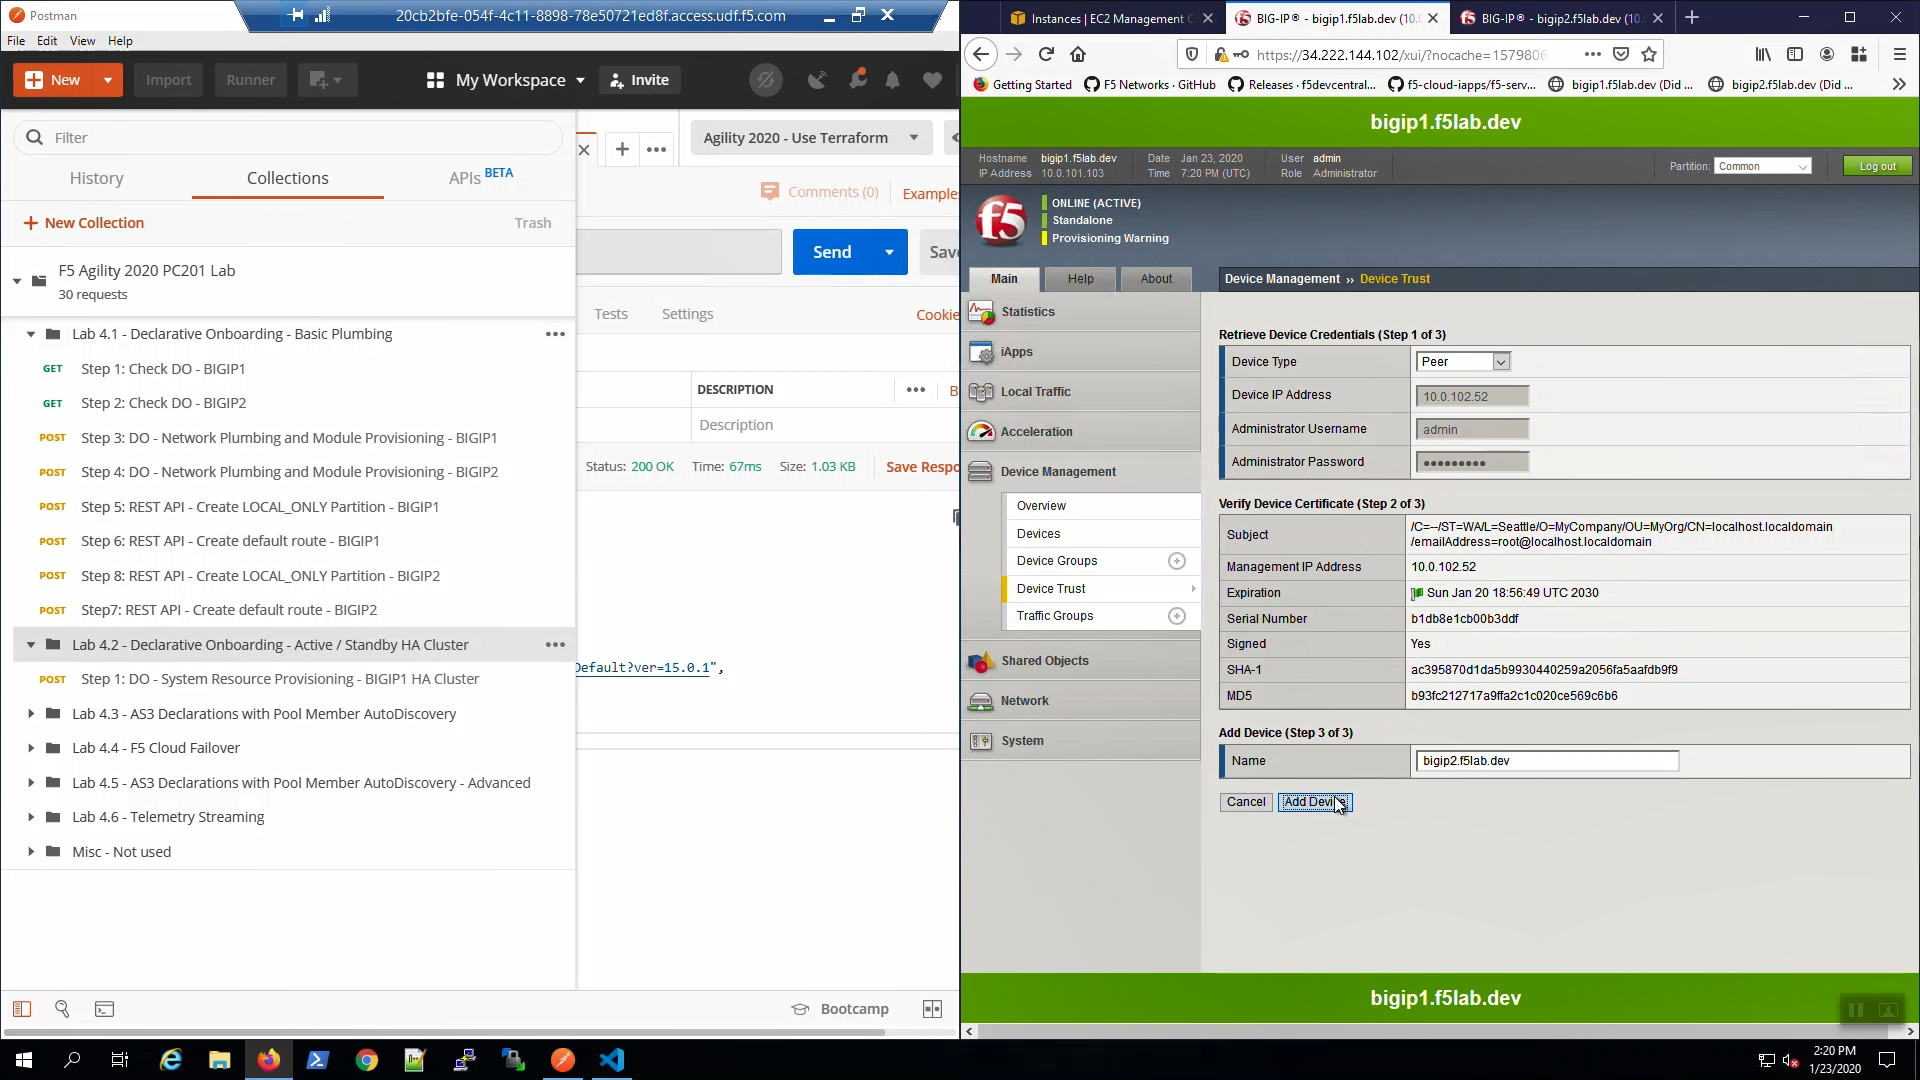 Postman
20cb2bfe-054f-4c11-8898-78e50721ed8f.access.udf.f5.com
File Edit View Help
New
Import
Runner
My Workspace
Invite
Filter
History
Collections
APIs BETA
New Collection
Trash
F5 Agility 2020 PC201 Lab
30 requests
Lab 4.1 - Declarative Onboarding - Basic Plumbing
GET Step 1: Check DO - BIGIP1
GET Step 2: Check DO - BIGIP2
POST Step 3: DO - Network Plumbing and Module Provisioning - BIGIP1
POST Step 4: DO - Network Plumbing and Module Provisioning - BIGIP2
POST Step 5: REST API - Create LOCAL_ONLY Partition - BIGIP1
POST Step 6: REST API - Create default route - BIGIP1
POST Step 8: REST API - Create LOCAL_ONLY Partition - BIGIP2
POST Step7: REST API - Create default route - BIGIP2
Lab 4.2 - Declarative Onboarding - Active / Standby HA Cluster
POST Step 1: DO - System Resource Provisioning - BIGIP1 HA Cluster
Lab 4.3 - AS3 Declarations with Pool Member AutoDiscovery
Lab 4.4 - F5 Cloud Failover
Lab 4.5 - AS3 Declarations with Pool Member AutoDiscovery - Advanced
Lab 4.6 - Telemetry Streaming
Misc - Not used
Agility 2020 - Use Terraform
Comments (0)
Examples
Send
Save
Tests
Settings
Cookie
DESCRIPTION
B
Description
Status: 200 OK Time: 67ms Size: 1.03 KB Save Respo
Default?ver=15.0.1",
Bootcamp
Instances | EC2 Management C
BIG-IP® - bigip1.f5lab.dev (10.
BIG-IP® - bigip2.f5lab.dev (10.
https://34.222.144.102/xui/?nocache=1579806
Getting Started
F5 Networks · GitHub
Releases · f5devcentral...
f5-cloud-iapps/f5-serv...
bigip1.f5lab.dev (Did ...
bigip2.f5lab.dev (Did ...
bigip1.f5lab.dev
Hostname bigip1.f5lab.dev
IP Address 10.0.101.103
Date Jan 23, 2020
Time 7:20 PM (UTC)
User admin
Role Administrator
Partition: Common
Log out
f5
ONLINE (ACTIVE)
Standalone
Provisioning Warning
Main
Help
About
Device Management ›› Device Trust
Statistics
iApps
Local Traffic
Acceleration
Device Management
Overview
Devices
Device Groups
Device Trust
Traffic Groups
Shared Objects
Network
System
Retrieve Device Credentials (Step 1 of 3)
Device Type Peer
Device IP Address 10.0.102.52
Administrator Username admin
Administrator Password •••••••••
Verify Device Certificate (Step 2 of 3)
Subject /C=--/ST=WA/L=Seattle/O=MyCompany/OU=MyOrg/CN=localhost.localdomain
/emailAddress=root@localhost.localdomain
Management IP Address 10.0.102.52
Expiration Sun Jan 20 18:56:49 UTC 2030
Serial Number b1db8e1cb00b3ddf
Signed Yes
SHA-1 ac395870d1da5b9930440259a2056fa5aafdb9f9
MD5 b93fc212717a9ffa2c1c020ce569c6b6
Add Device (Step 3 of 3)
Name bigip2.f5lab.dev
Cancel
Add Device
bigip1.f5lab.dev
2:20 PM
1/23/2020